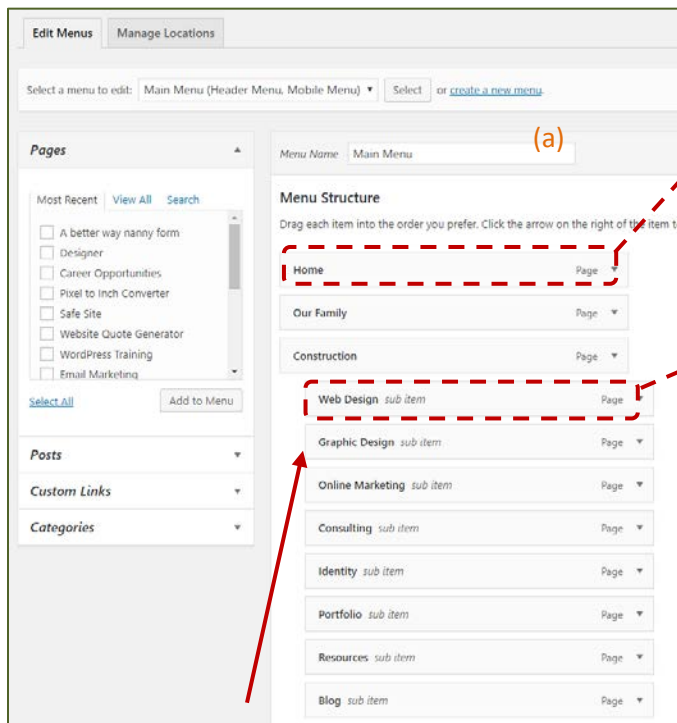 Edit Menus Manage Locations
Select a menu to edit: Main Menu (Header Menu, Mobile Menu) Select or create a new menu.
Pages
Most Recent View All Search
A better way nanny form
Designer
Career Opportunities
Pixel to Inch Converter
Safe Site
Website Quote Generator
WordPress Training
Email Marketing
Select All Add to Menu
Posts
Custom Links
Categories
(a)
Menu Name Main Menu
Menu Structure
Drag each item into the order you prefer. Click the arrow on the right of the item t
Home Page
Our Family Page
Construction Page
Web Design sub item Page
Graphic Design sub item Page
Online Marketing sub item Page
Consulting sub item Page
Identity sub item Page
Portfolio sub item Page
Resources sub item Page
Blog sub item Page